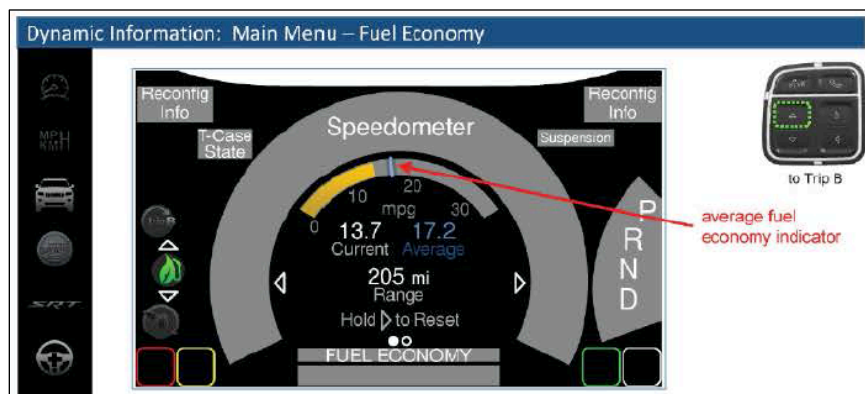 Dynamic Information: Main Menu – Fuel Economy
MPH
KMH
SRT
Reconfig
Info
T-Case
State
Speedometer
Reconfig
Info
Suspension
0
10
20
30
mpg
13.7
Current
17.2
Average
205 mi
Range
Hold ▷ to Reset
FUEL ECONOMY
P
R
N
D
to Trip B
average fuel
economy indicator